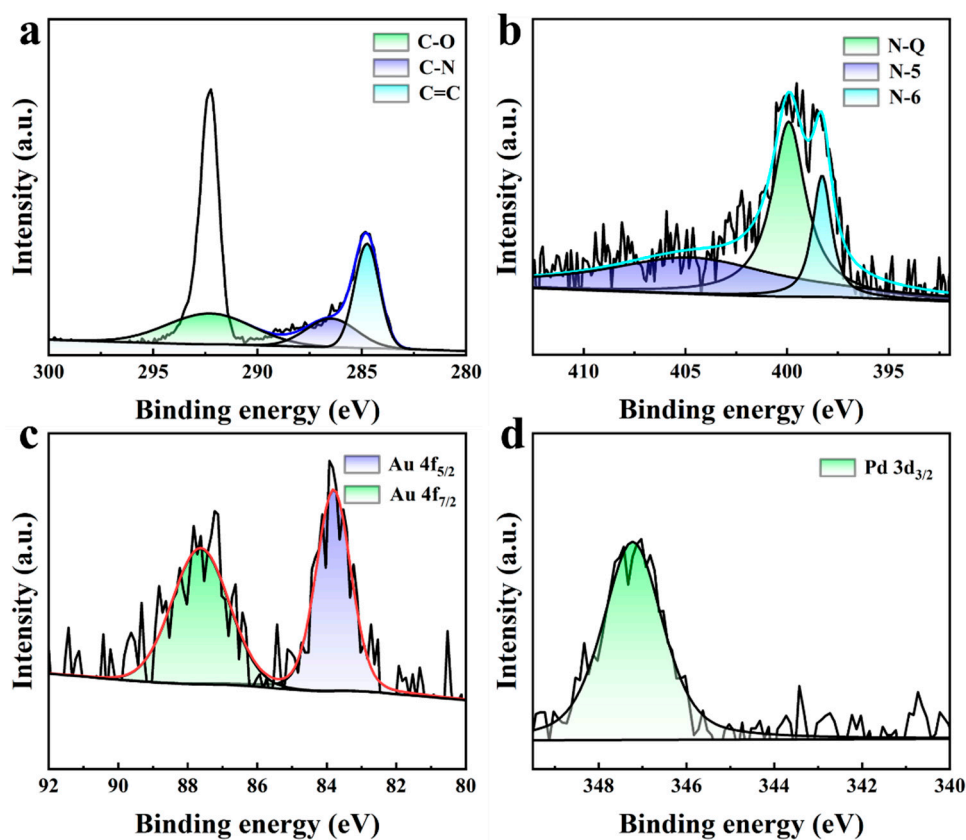 a
C-O
C-N
C=C
Intensity (a.u.)
300 295 290 285 280
Binding energy (eV)
b
N-Q
N-5
N-6
Intensity (a.u.)
410 405 400 395
Binding energy (eV)
c
Au 4f5/2
Au 4f7/2
Intensity (a.u.)
92 90 88 86 84 82 80
Binding energy (eV)
d
Pd 3d3/2
Intensity (a.u.)
348 346 344 342 340
Binding energy (eV)